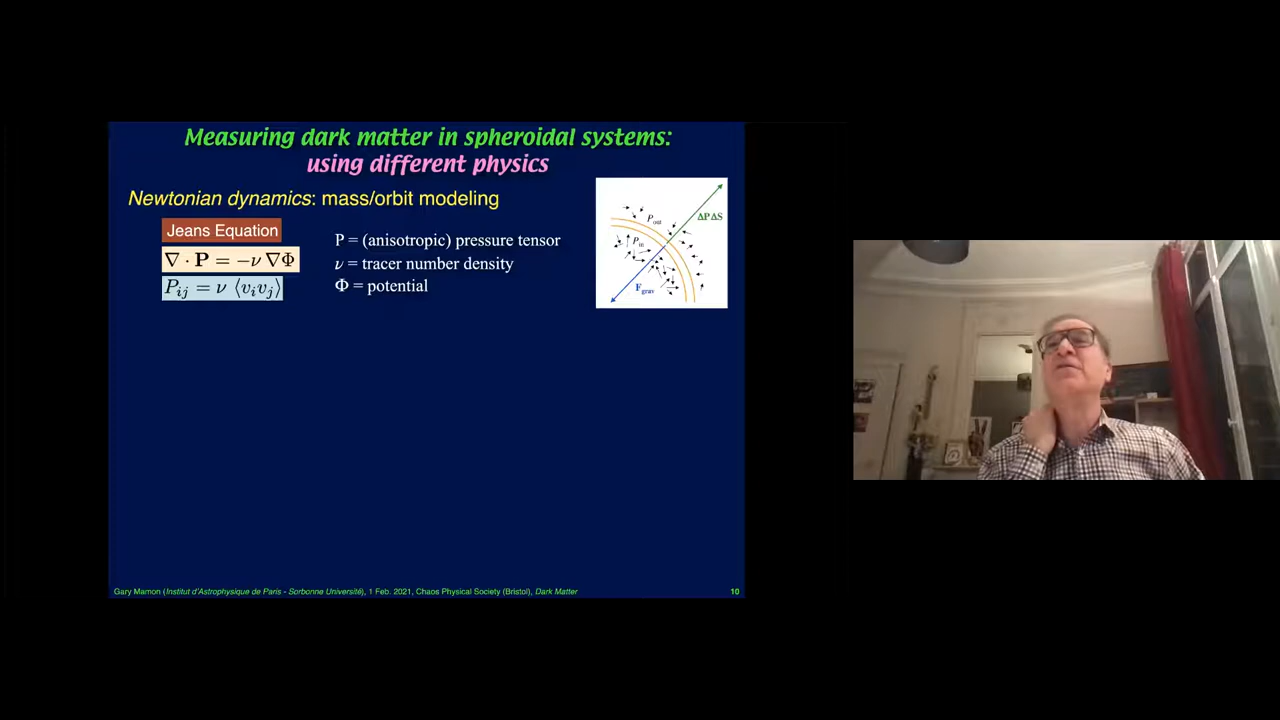 Measuring dark matter in spheroidal systems:
using different physics
Newtonian dynamics: mass/orbit modeling
Jeans Equation
∇ · P = −ν ∇Φ
P_ij = ν ⟨v_i v_j⟩
P = (anisotropic) pressure tensor
ν = tracer number density
Φ = potential
P_out
ΔPΔS
P_in
F_grav
Gary Mamon (Institut d'Astrophysique de Paris - Sorbonne Université), 1 Feb. 2021, Chaos Physical Society (Bristol), Dark Matter
10